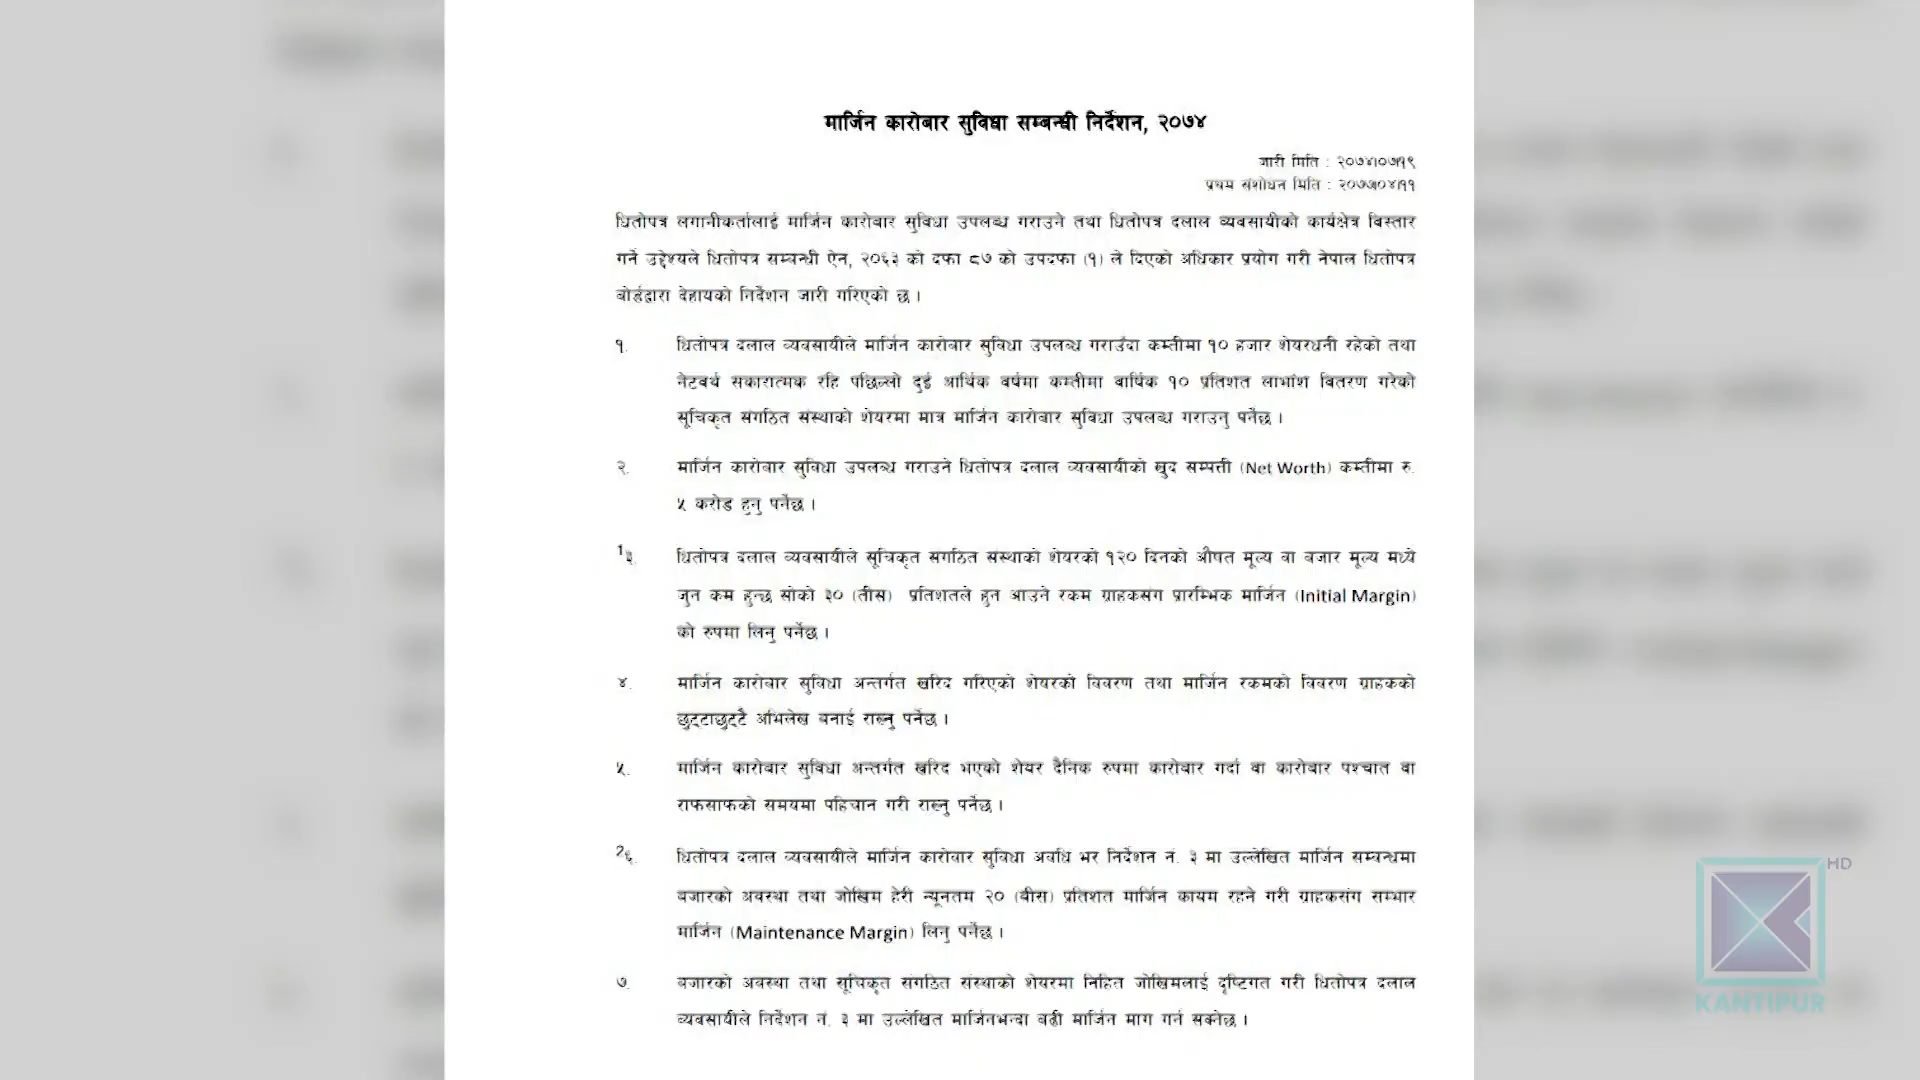 मार्जिन कारोबार सुविधा सम्बन्धी निर्देशन, २०७४
जारी मिति : २०७४।०७।१९
प्रथम संशोधन मिति : २०७७।०४।११
धितोपत्र लगानीकर्तालाई मार्जिन कारोबार सुविधा उपलब्ध गराउने तथा धितोपत्र दलाल व्यवसायीको कार्यक्षेत्र विस्तार
गर्ने उद्देश्यले धितोपत्र सम्बन्धी ऐन, २०६३ को दफा ८७ को उपदफा (१) ले दिएको अधिकार प्रयोग गरी नेपाल धितोपत्र
बोर्डद्वारा देहायको निर्देशन जारी गरिएको छ ।
१. धितोपत्र दलाल व्यवसायीले मार्जिन कारोबार सुविधा उपलब्ध गराउँदा कम्तीमा १० हजार शेयरधनी रहेको तथा
नेटवर्थ सकारात्मक रहि पछिल्लो दुई आर्थिक वर्षमा कम्तीमा वार्षिक १० प्रतिशत लाभांश वितरण गरेको
सूचिकृत संगठित संस्थाको शेयरमा मात्र मार्जिन कारोबार सुविधा उपलब्ध गराउनु पर्नेछ ।
२. मार्जिन कारोबार सुविधा उपलब्ध गराउने धितोपत्र दलाल व्यवसायीको खुद सम्पत्ती (Net Worth) कम्तीमा रु.
५ करोड हुनु पर्नेछ ।
1३. धितोपत्र दलाल व्यवसायीले सूचिकृत संगठित संस्थाको शेयरको १२० दिनको औषत मूल्य वा बजार मूल्य मध्ये
जुन कम हुन्छ सोको ३० (तीस) प्रतिशतले हुन आउने रकम ग्राहकसंग प्रारम्भिक मार्जिन (Initial Margin)
को रुपमा लिनु पर्नेछ ।
४. मार्जिन कारोबार सुविधा अन्तर्गत खरिद गरिएको शेयरको विवरण तथा मार्जिन रकमको विवरण ग्राहकको
छुट्टाछुट्टै अभिलेख बनाई राख्नु पर्नेछ ।
५. मार्जिन कारोबार सुविधा अन्तर्गत खरिद भएको शेयर दैनिक रुपमा कारोबार गर्दा वा कारोबार पश्चात वा
राफसाफको समयमा पहिचान गरी राख्नु पर्नेछ ।
2६. धितोपत्र दलाल व्यवसायीले मार्जिन कारोबार सुविधा अवधि भर निर्देशन नं. ३ मा उल्लेखित मार्जिन सम्बन्धमा
बजारको अवस्था तथा जोखिम हेरी न्यूनतम २० (बीस) प्रतिशत मार्जिन कायम रहने गरी ग्राहकसंग सम्भार
मार्जिन (Maintenance Margin) लिनु पर्नेछ ।
७. बजारको अवस्था तथा सूचिकृत संगठित संस्थाको शेयरमा निहित जोखिमलाई दृष्टिगत गरी धितोपत्र दलाल
व्यवसायीले निर्देशन नं. ३ मा उल्लेखित मार्जिनभन्दा बढी मार्जिन माग गर्न सक्नेछ ।
HD
KANTIPUR